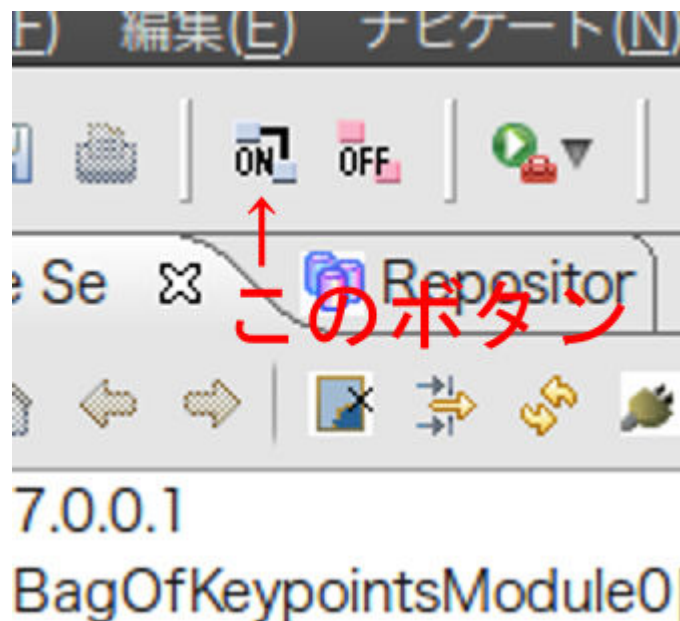 F) 編集(E) ナビゲート(N)
ON OFF
e Se Repositor
↑
このボタン
7.0.0.1
BagOfKeypointsModule0